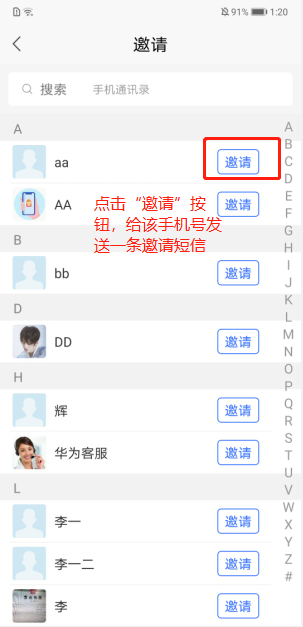 91% 1:20
邀请
搜索 手机通讯录
A
aa 邀请
AA 邀请
点击“邀请”按
钮，给该手机号发
送一条邀请短信
B
bb 邀请
D
DD 邀请
H
辉 邀请
华为客服 邀请
L
李一 邀请
李一二 邀请
李 邀请
A
B
C
D
E
F
G
H
I
J
K
L
M
N
O
P
Q
R
S
T
U
V
W
X
Y
Z
#